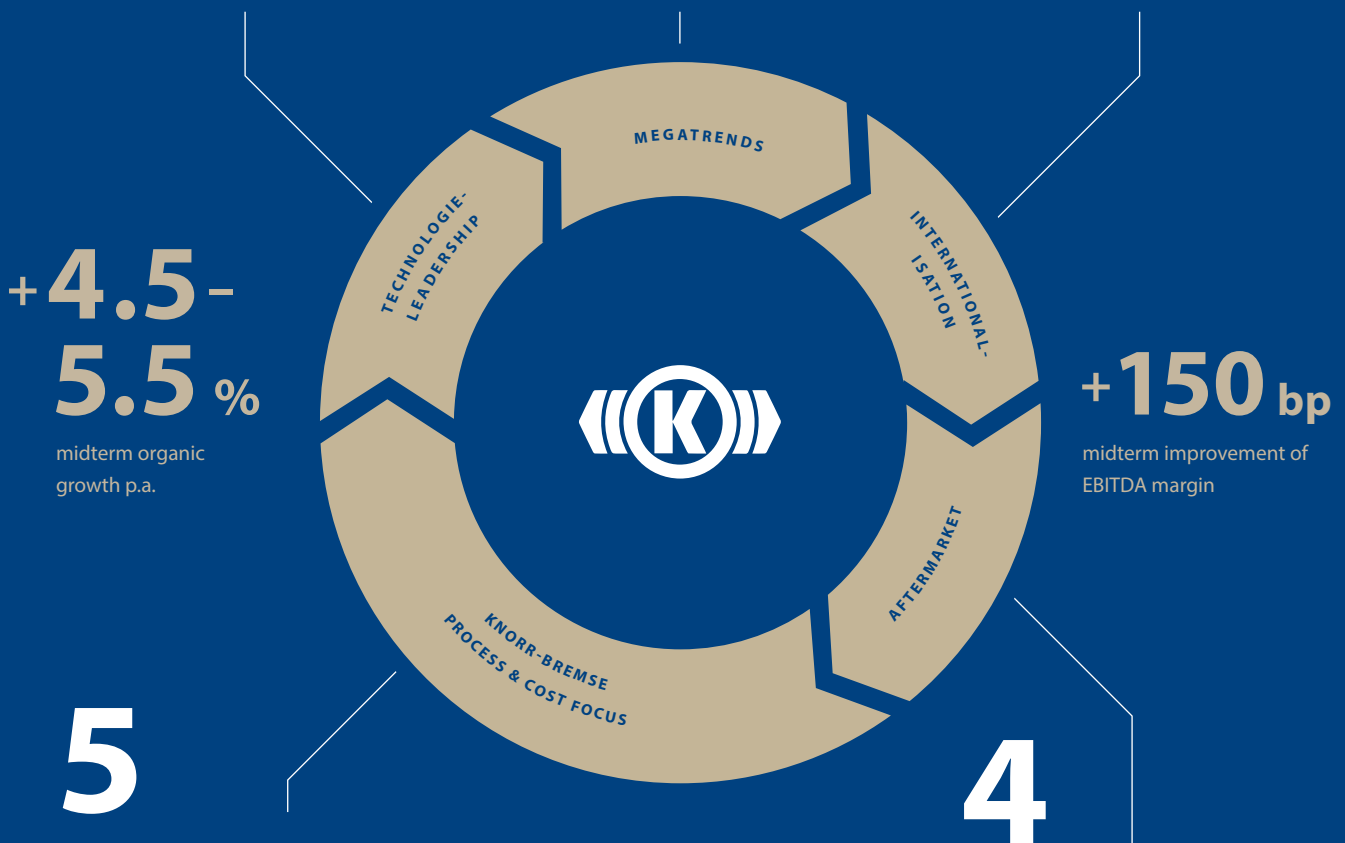 MEGATRENDS
TECHNOLOGIE-
LEADERSHIP
INTERNATIONAL-
ISATION
+4.5–
5.5 %
midterm organic
growth p.a.
K
+150 bp
midterm improvement of
EBITDA margin
AFTERMARKET
KNORR-BREMSE
PROCESS & COST FOCUS
5
4